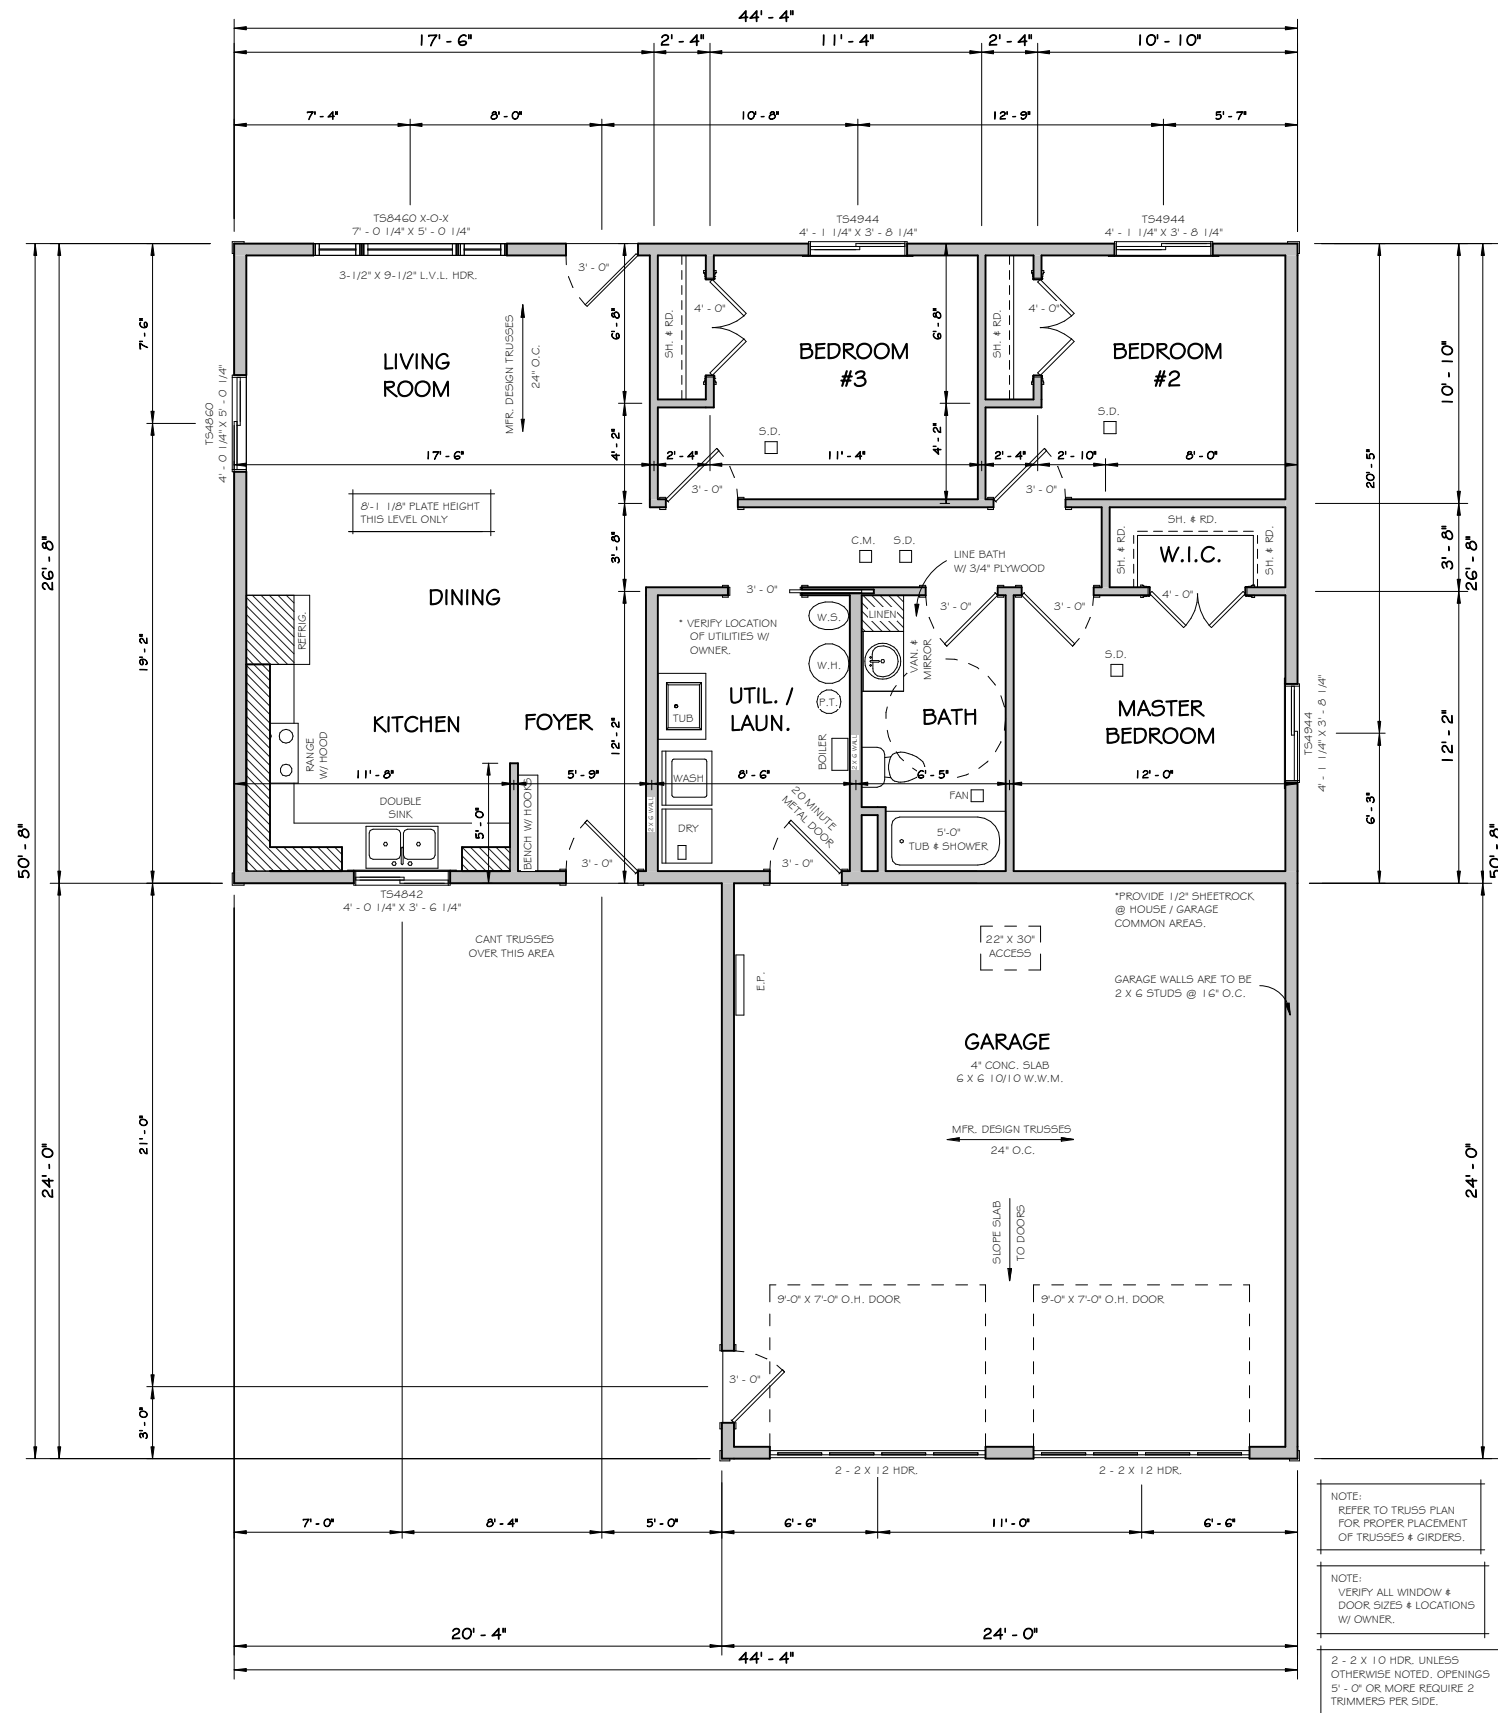 44' - 4"
17' - 6"
2' - 4"
11' - 4"
2' - 4"
10' - 10"
7' - 4"
8' - 0"
10' - 8"
12' - 9"
5' - 7"
TS8460 X-O-X
7' - 0 1/4" X 5' - 0 1/4"
TS4944
4' - 1 1/4" X 3' - 8 1/4"
TS4944
4' - 1 1/4" X 3' - 8 1/4"
3-1/2" X 9-1/2" L.V.L. HDR.
3' - 0"
4' - 0"
4' - 0"
7' - 6"
6' - 8"
SH. & RD.
6' - 8"
SH. & RD.
MFR. DESIGN TRUSSES
24" O.C.
LIVING
ROOM
BEDROOM
#3
BEDROOM
#2
10' - 10"
TS4860
4' - 0 1/4" X 5' - 0 1/4"
S.D.
S.D.
4' - 2"
4' - 2"
17' - 6"
2' - 4"
11' - 4"
2' - 4"
2' - 10"
8' - 0"
20' - 5"
3' - 0"
3' - 0"
8'-1 1/8" PLATE HEIGHT
THIS LEVEL ONLY
SH. & RD.
SH. & RD.
SH. & RD.
W.I.C.
C.M.
S.D.
LINE BATH
W/ 3/4" PLYWOOD
3' - 8"
3' - 8"
26' - 8"
26' - 8"
DINING
3' - 0"
3' - 0"
3' - 0"
4' - 0"
REFRIG.
* VERIFY LOCATION
OF UTILITIES W/
OWNER.
W.S.
LINEN
VAN. &
MIRROR
W.H.
P.T.
S.D.
19' - 2"
TUB
UTIL. /
LAUN.
BATH
MASTER
BEDROOM
KITCHEN
FOYER
12' - 2"
12' - 2"
TS4944
4' - 1 1/4" X 3' - 8 1/4"
RANGE
W/ HOOD
BOILER
2 X 6 WALL
11' - 8"
5' - 9"
8' - 6"
6' - 5"
12' - 0"
WASH
DOUBLE
SINK
5' - 0"
BENCH W/ HOOKS
2 X 6 WALL
20 MINUTE
METAL DOOR
FAN
6' - 3"
DRY
5'-0"
TUB & SHOWER
3' - 0"
3' - 0"
50' - 8"
50' - 8"
TS4842
4' - 0 1/4" X 3' - 6 1/4"
CANT TRUSSES
OVER THIS AREA
*PROVIDE 1/2" SHEETROCK
@ HOUSE / GARAGE
COMMON AREAS.
22" X 30"
ACCESS
E.P.
GARAGE WALLS ARE TO BE
2 X 6 STUDS @ 16" O.C.
GARAGE
4" CONC. SLAB
6 X 6 10/10 W.W.M.
MFR. DESIGN TRUSSES
24" O.C.
21' - 0"
24' - 0"
24' - 0"
SLOPE SLAB
TO DOORS
9'-0" X 7'-0" O.H. DOOR
9'-0" X 7'-0" O.H. DOOR
3' - 0"
3' - 0"
2 - 2 X 12 HDR.
2 - 2 X 12 HDR.
7' - 0"
8' - 4"
5' - 0"
6' - 6"
11' - 0"
6' - 6"
NOTE:
REFER TO TRUSS PLAN
FOR PROPER PLACEMENT
OF TRUSSES & GIRDERS.
NOTE:
VERIFY ALL WINDOW &
DOOR SIZES & LOCATIONS
W/ OWNER.
20' - 4"
24' - 0"
44' - 4"
2 - 2 X 10 HDR. UNLESS
OTHERWISE NOTED. OPENINGS
5' - 0" OR MORE REQUIRE 2
TRIMMERS PER SIDE.